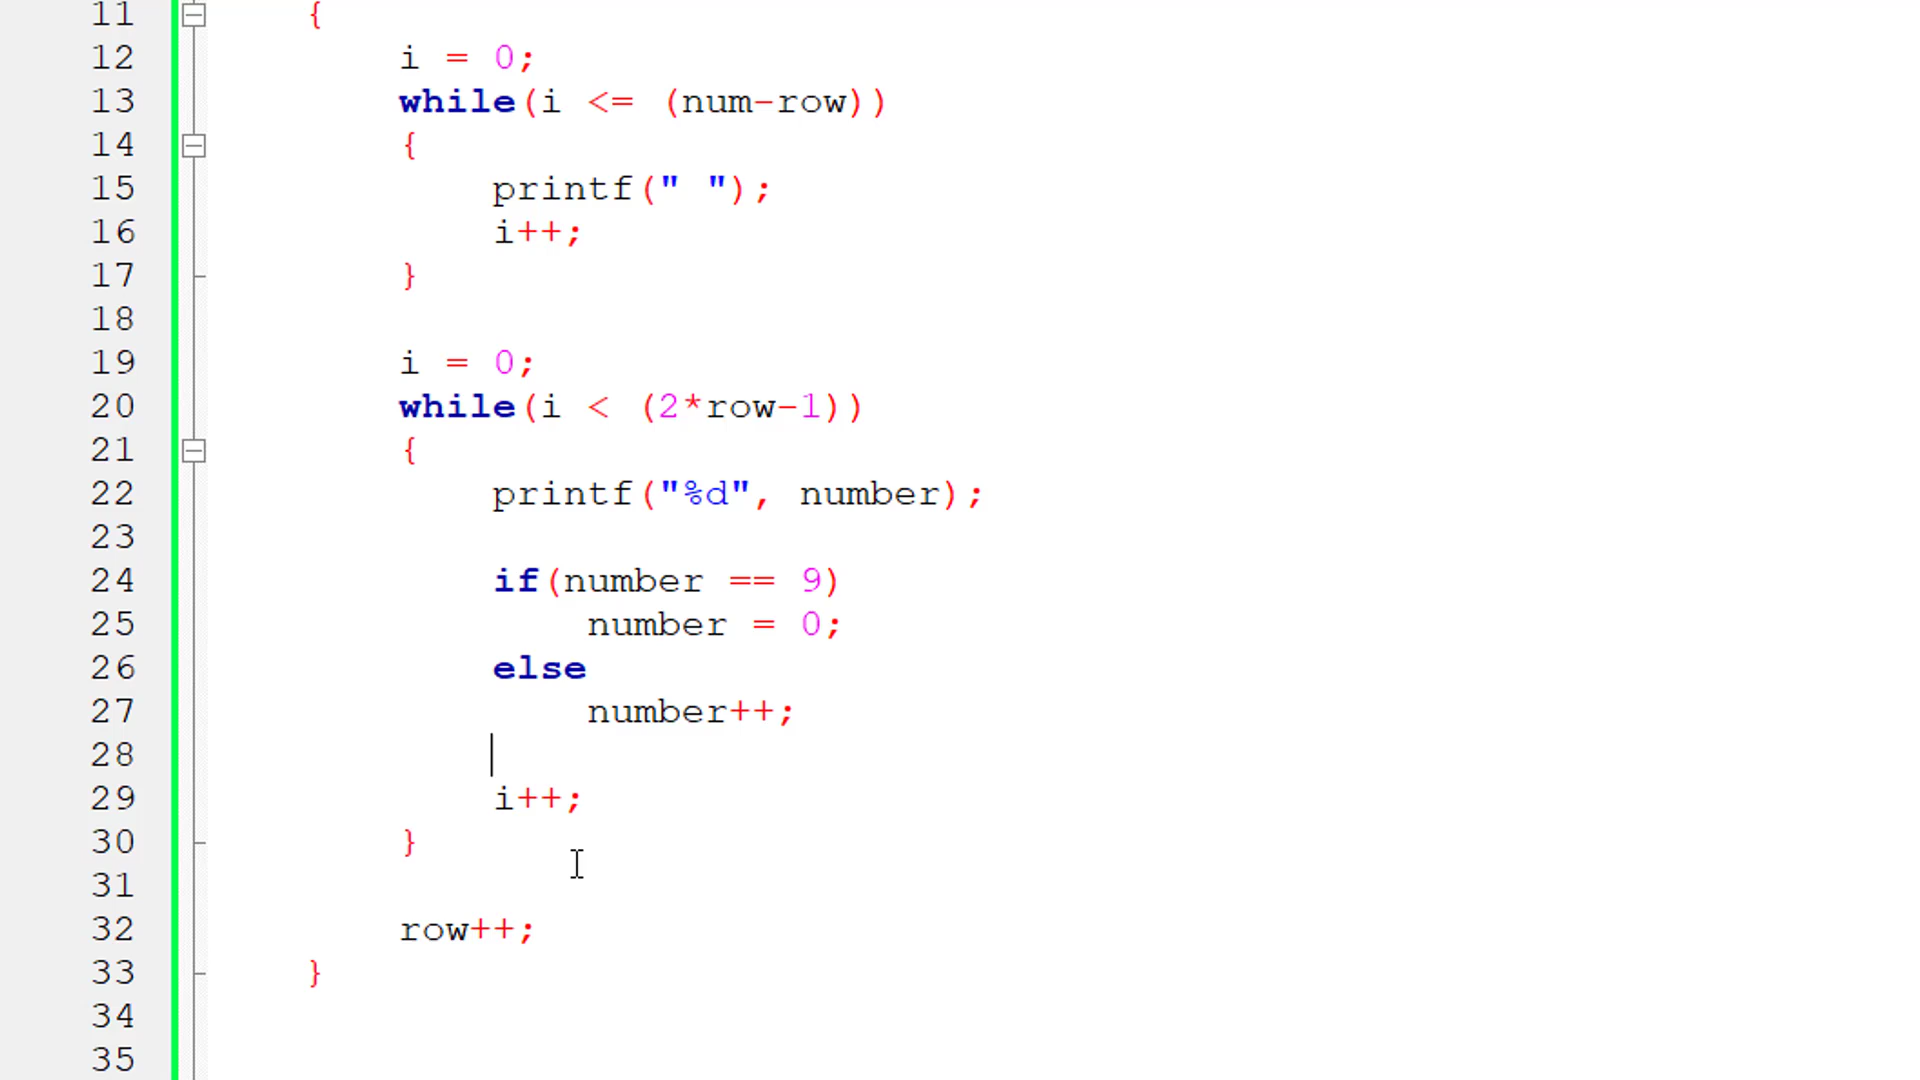 11 {
12 i = 0;
13 while(i <= (num-row))
14 {
15 printf(" ");
16 i++;
17 }
18
19 i = 0;
20 while(i < (2*row-1))
21 {
22 printf("%d", number);
23
24 if(number == 9)
25 number = 0;
26 else
27 number++;
28
29 i++;
30 }
31
32 row++;
33 }
34
35